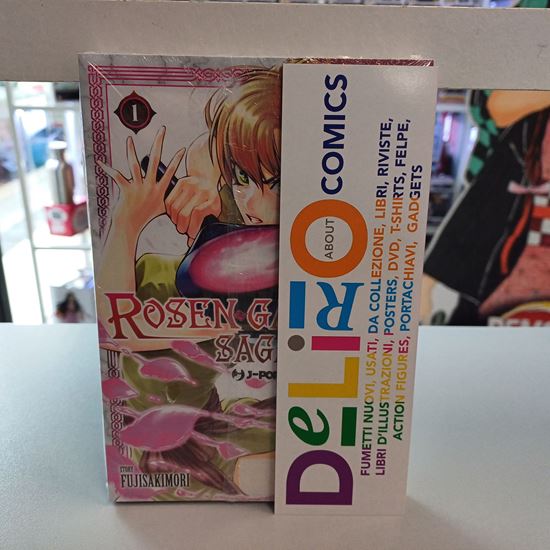 1
ROSEN GA
SAG
J-POP
STORY
FUJISAKIMORI
DeLiRIO
ABOUT
COMICS
FUMETTI NUOVI, USATI, DA COLLEZIONE, LIBRI, RIVISTE,
LIBRI D'ILLUSTRAZIONI, POSTERS, DVD, T-SHIRTS, FELPE,
ACTION FIGURES, PORTACHIAVI, GADGETS